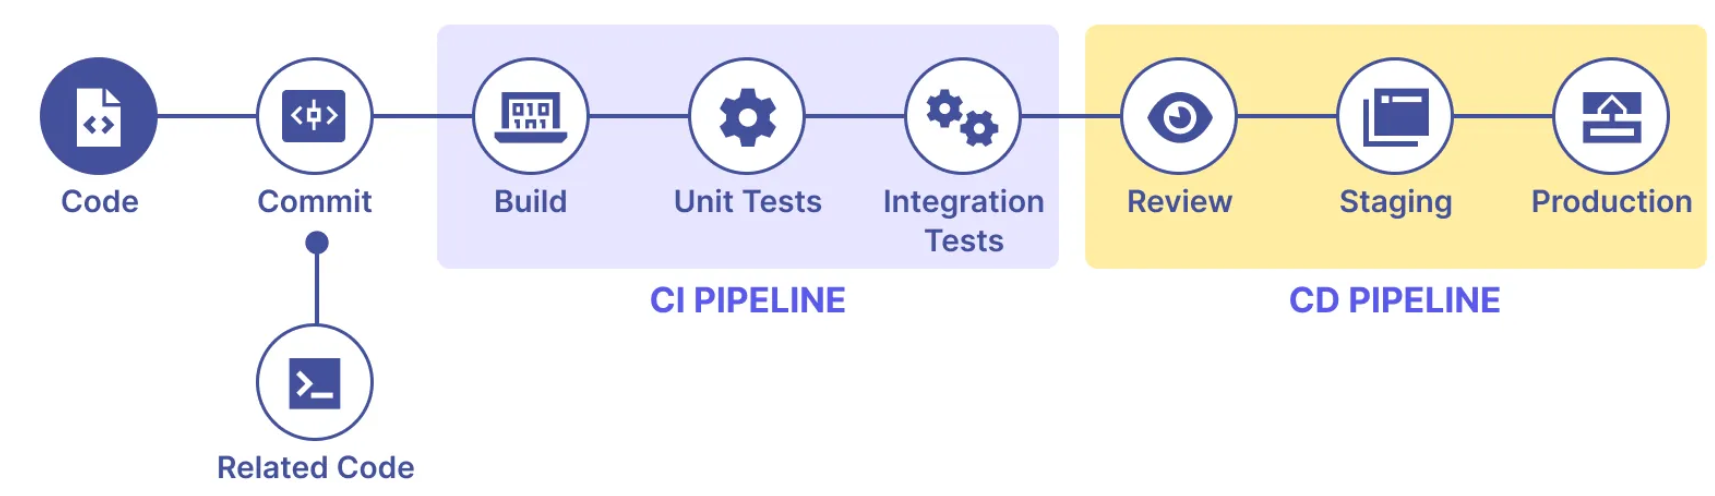 Code
Commit
Build
Unit Tests
Integration
Tests
Review
Staging
Production
CI PIPELINE
CD PIPELINE
Related Code